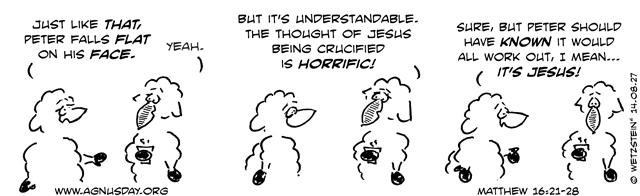 JUST LIKE THAT,
PETER FALLS FLAT
ON HIS FACE.
YEAH.
BUT IT'S UNDERSTANDABLE.
THE THOUGHT OF JESUS
BEING CRUCIFIED
IS HORRIFIC!
SURE, BUT PETER SHOULD
HAVE KNOWN IT WOULD
ALL WORK OUT, I MEAN...
IT'S JESUS!
WWW.AGNUSDAY.ORG
MATTHEW 16:21-28
© WETZSTEIN* 14.08.27